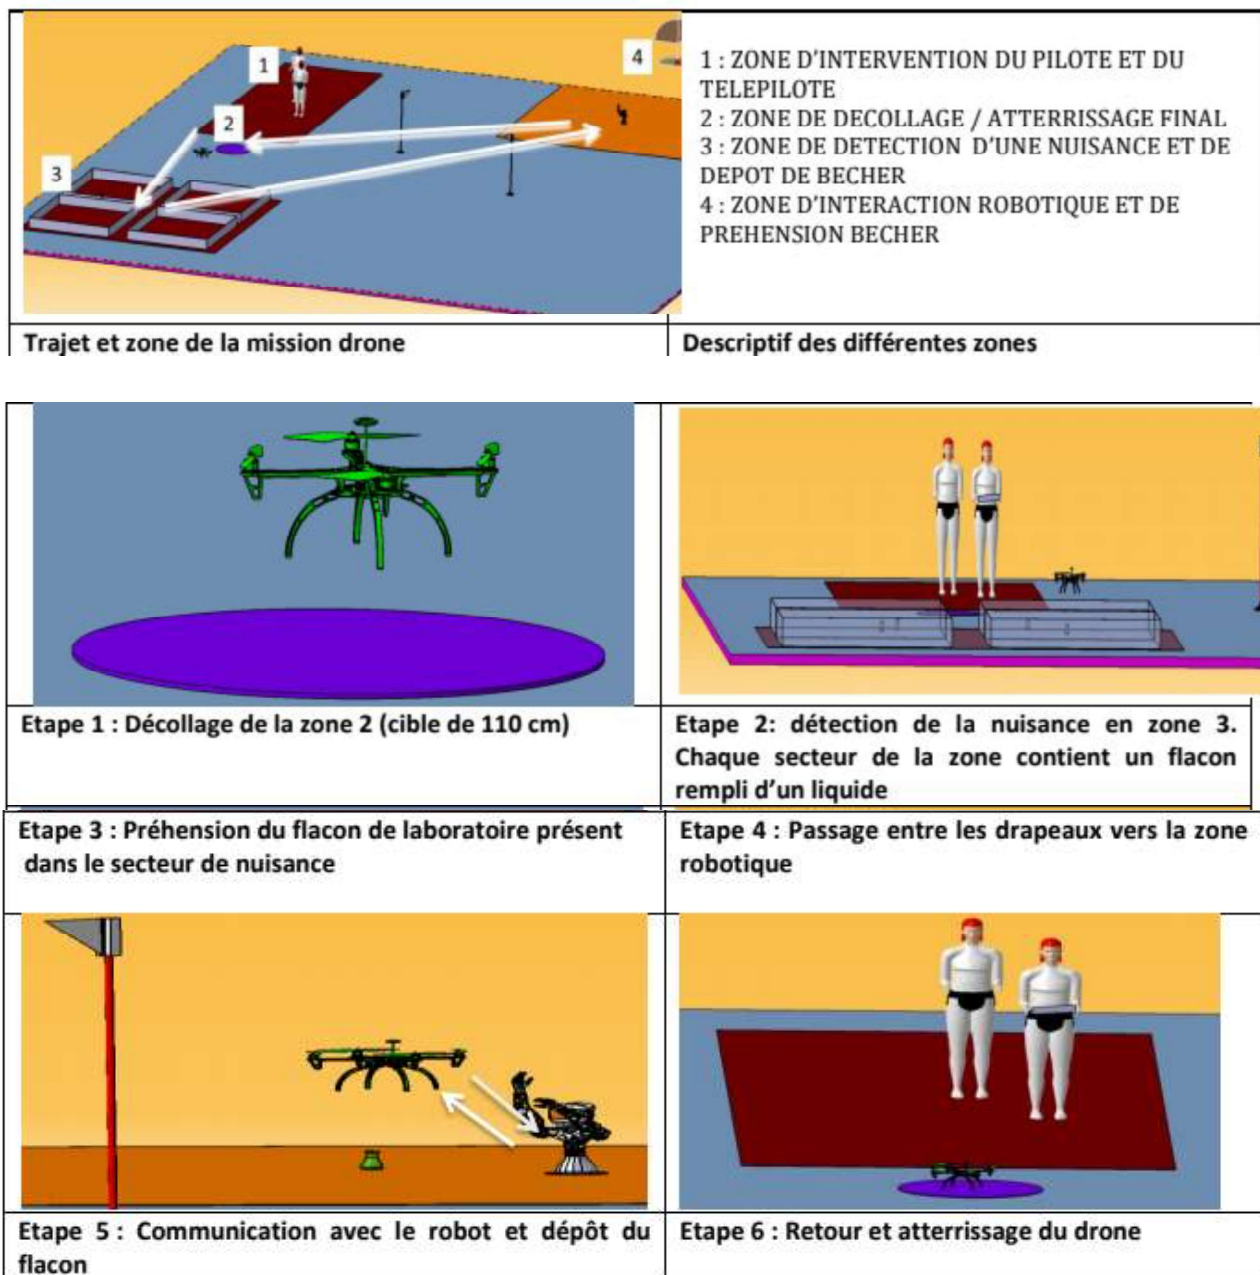 1
2
3
4
1 : ZONE D'INTERVENTION DU PILOTE ET DU
TELEPILOTE
2 : ZONE DE DECOLLAGE / ATTERRISSAGE FINAL
3 : ZONE DE DETECTION D'UNE NUISANCE ET DE
DEPOT DE BECHER
4 : ZONE D'INTERACTION ROBOTIQUE ET DE
PREHENSION BECHER
Trajet et zone de la mission drone
Descriptif des différentes zones
Etape 1 : Décollage de la zone 2 (cible de 110 cm)
Etape 2: détection de la nuisance en zone 3.
Chaque secteur de la zone contient un flacon
rempli d'un liquide
Etape 3 : Préhension du flacon de laboratoire présent
dans le secteur de nuisance
Etape 4 : Passage entre les drapeaux vers la zone
robotique
Etape 5 : Communication avec le robot et dépôt du
flacon
Etape 6 : Retour et atterrissage du drone